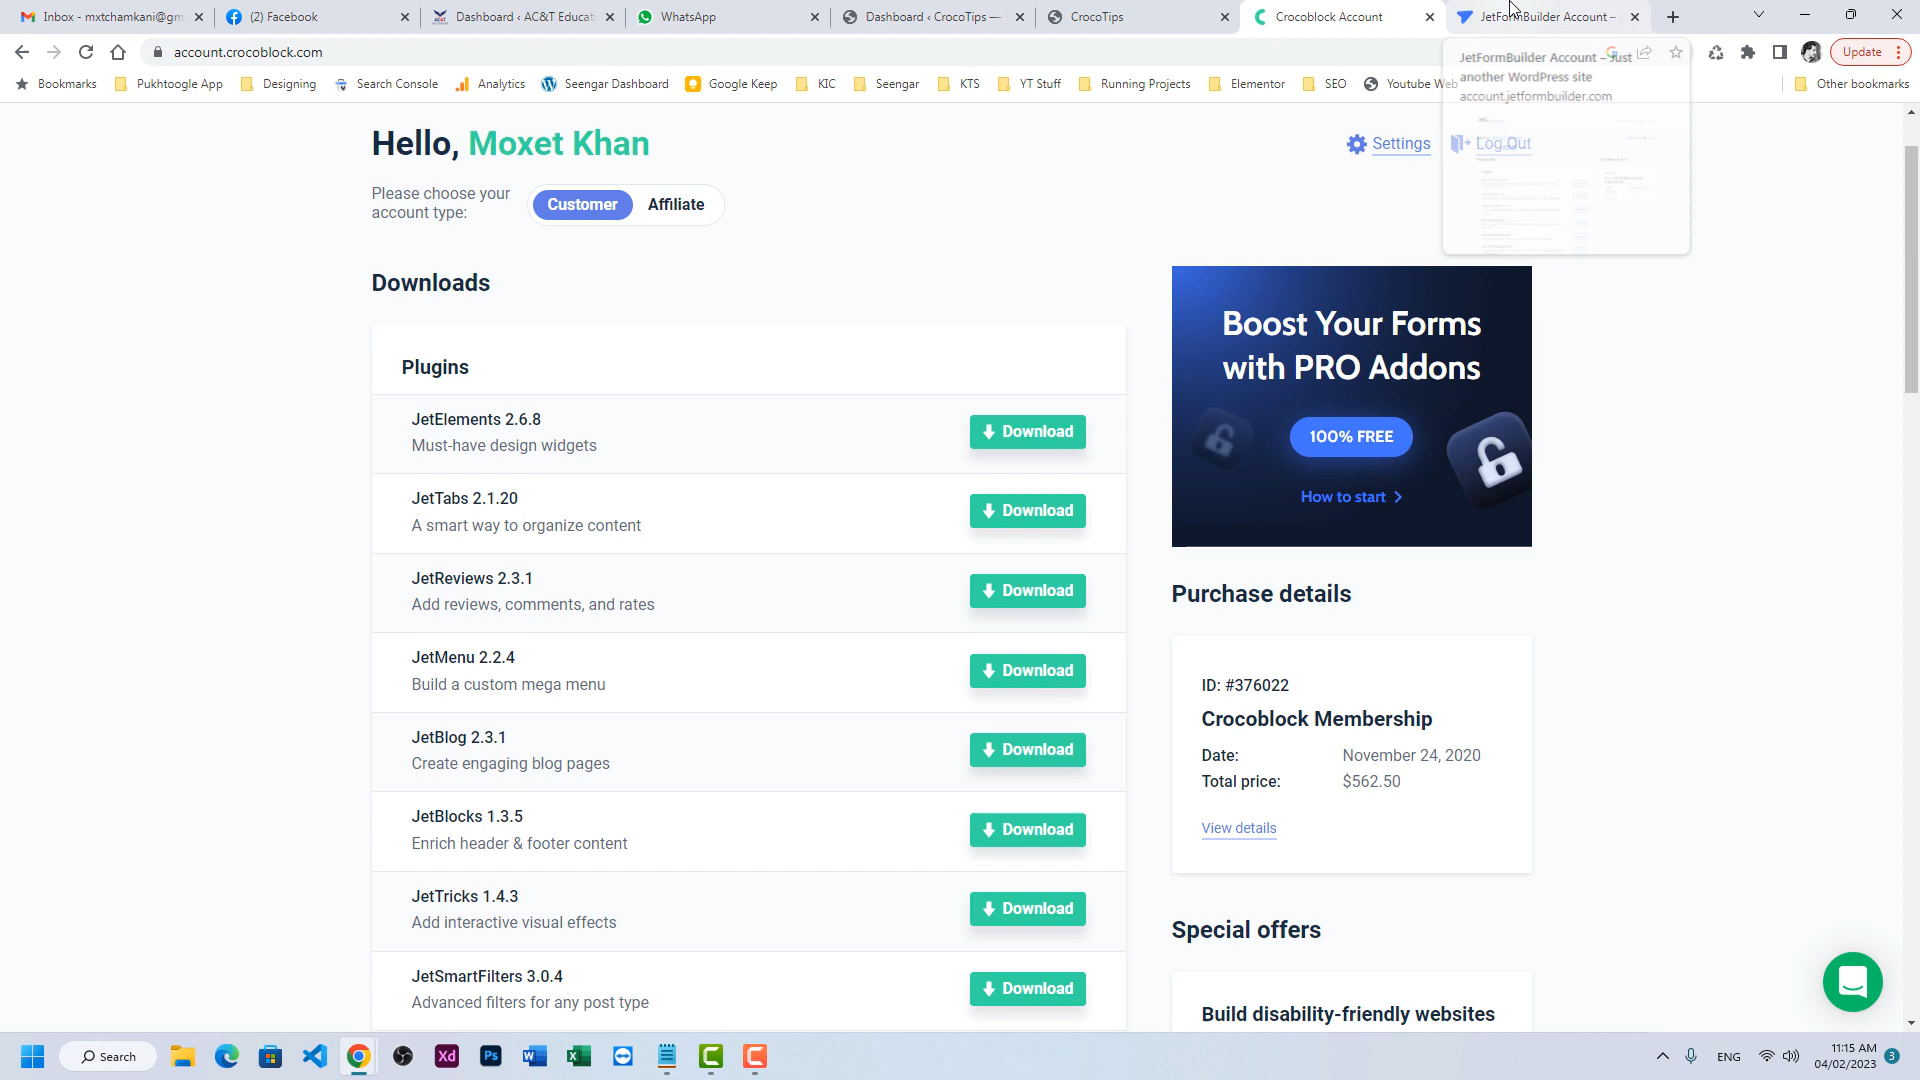 Inbox - mxtchamkani@gm
(2) Facebook
Dashboard ‹ AC&T Educati
WhatsApp
Dashboard ‹ CrocoTips —
CrocoTips
Crocoblock Account
JetFormBuilder Account –
account.crocoblock.com
Update
Bookmarks
Pukhtoogle App
Designing
Search Console
Analytics
Seengar Dashboard
Google Keep
KIC
Seengar
KTS
YT Stuff
Running Projects
Elementor
SEO
Youtube Web
Other bookmarks
JetFormBuilder Account – Just
another WordPress site
account.jetformbuilder.com
Hello, Moxet Khan
Settings
Log Out
Please choose your
account type:
Customer
Affiliate
Downloads
Plugins
JetElements 2.6.8
Must-have design widgets
Download
JetTabs 2.1.20
A smart way to organize content
Download
JetReviews 2.3.1
Add reviews, comments, and rates
Download
JetMenu 2.2.4
Build a custom mega menu
Download
JetBlog 2.3.1
Create engaging blog pages
Download
JetBlocks 1.3.5
Enrich header & footer content
Download
JetTricks 1.4.3
Add interactive visual effects
Download
JetSmartFilters 3.0.4
Advanced filters for any post type
Download
Boost Your Forms
with PRO Addons
100% FREE
How to start
Purchase details
ID: #376022
Crocoblock Membership
Date: November 24, 2020
Total price: $562.50
View details
Special offers
Build disability-friendly websites
Search
Xd
Ps
ENG
11:15 AM
04/02/2023
3